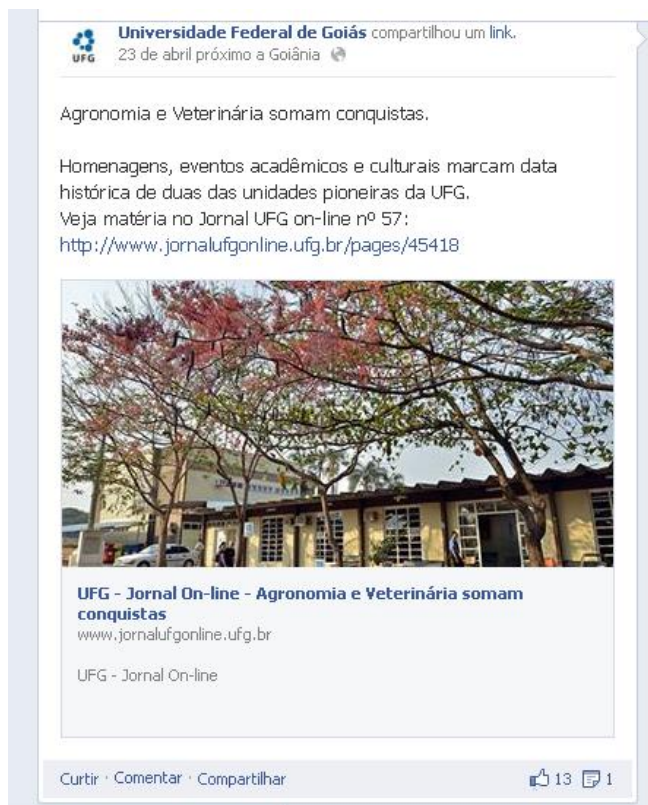 Universidade Federal de Goiás compartilhou um link.
UFG
23 de abril próximo a Goiânia
Agronomia e Veterinária somam conquistas.
Homenagens, eventos acadêmicos e culturais marcam data
histórica de duas das unidades pioneiras da UFG.
Veja matéria no Jornal UFG on-line nº 57:
http://www.jornalufgonline.ufg.br/pages/45418
UFG - Jornal On-line - Agronomia e Veterinária somam
conquistas
www.jornalufgonline.ufg.br
UFG - Jornal On-line
Curtir · Comentar · Compartilhar
13
1